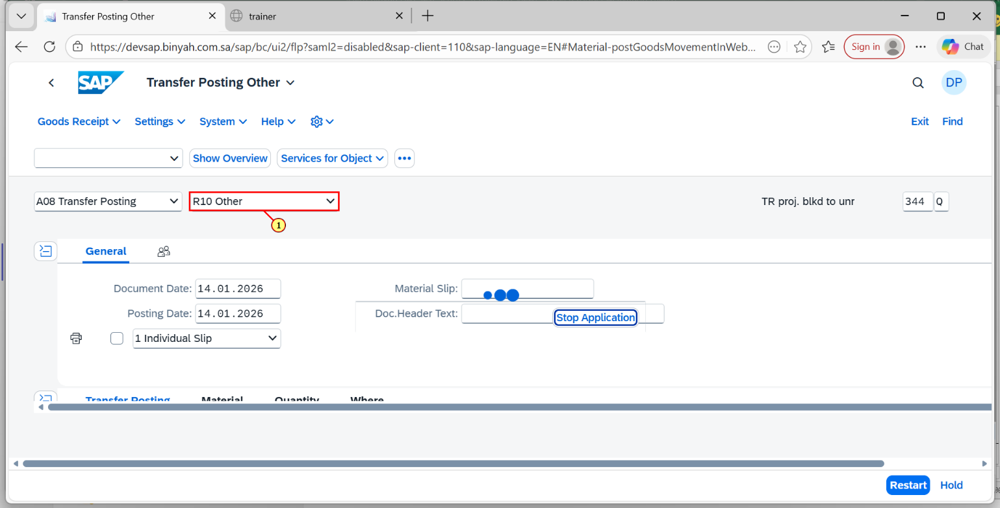 Transfer Posting Other
trainer
https://devsap.binyah.com.sa/sap/bc/ui2/flp?saml2=disabled&sap-client=110&sap-language=EN#Material-postGoodsMovementInWeb...
Sign in
Chat
SAP
Transfer Posting Other
DP
Goods Receipt
Settings
System
Help
Exit
Find
Show Overview
Services for Object
A08 Transfer Posting
R10 Other
TR proj. blkd to unr
344
Q
1
General
Document Date: 14.01.2026
Material Slip:
Posting Date: 14.01.2026
Doc.Header Text:
Stop Application
1 Individual Slip
Transfer Posting
Material
Quantity
Where
Restart
Hold